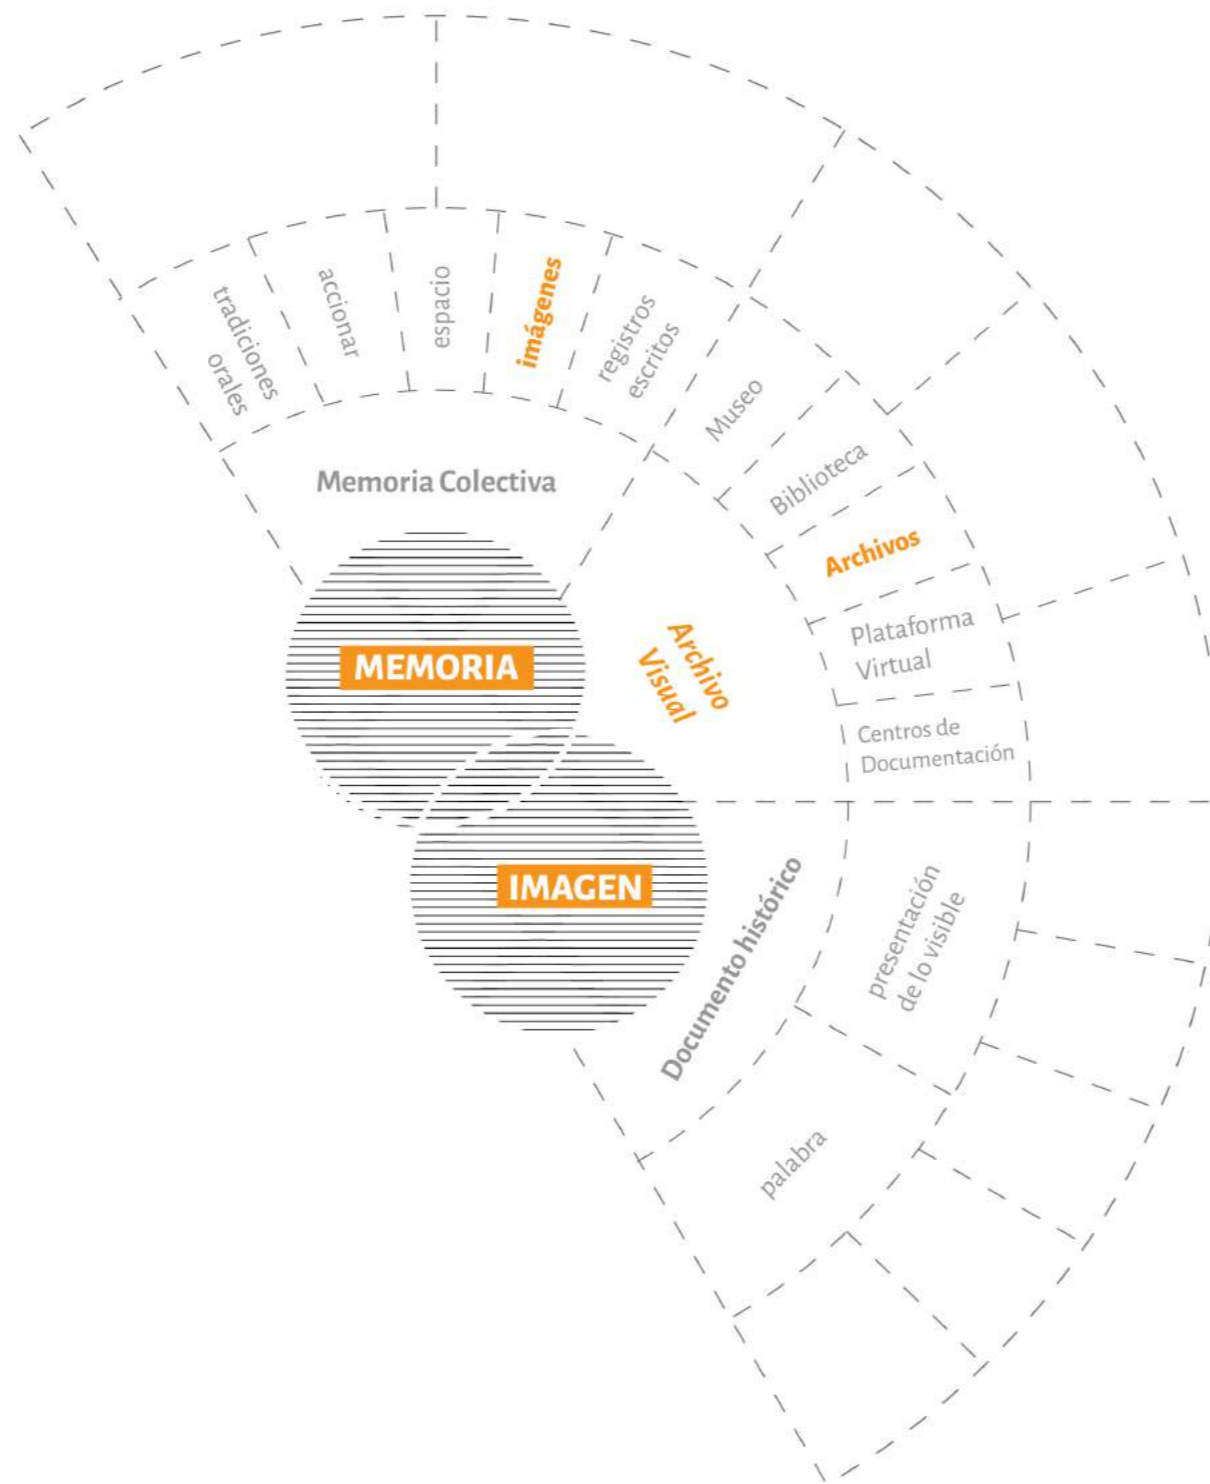 tradiciones
orales
accionar
espacio
imágenes
registros
escritos
Museo
Biblioteca
Archivos
Plataforma
Virtual
Centros de
Documentación
Memoria Colectiva
Archivo
Visual
MEMORIA
IMAGEN
Documento histórico
presentación
de lo visible
palabra